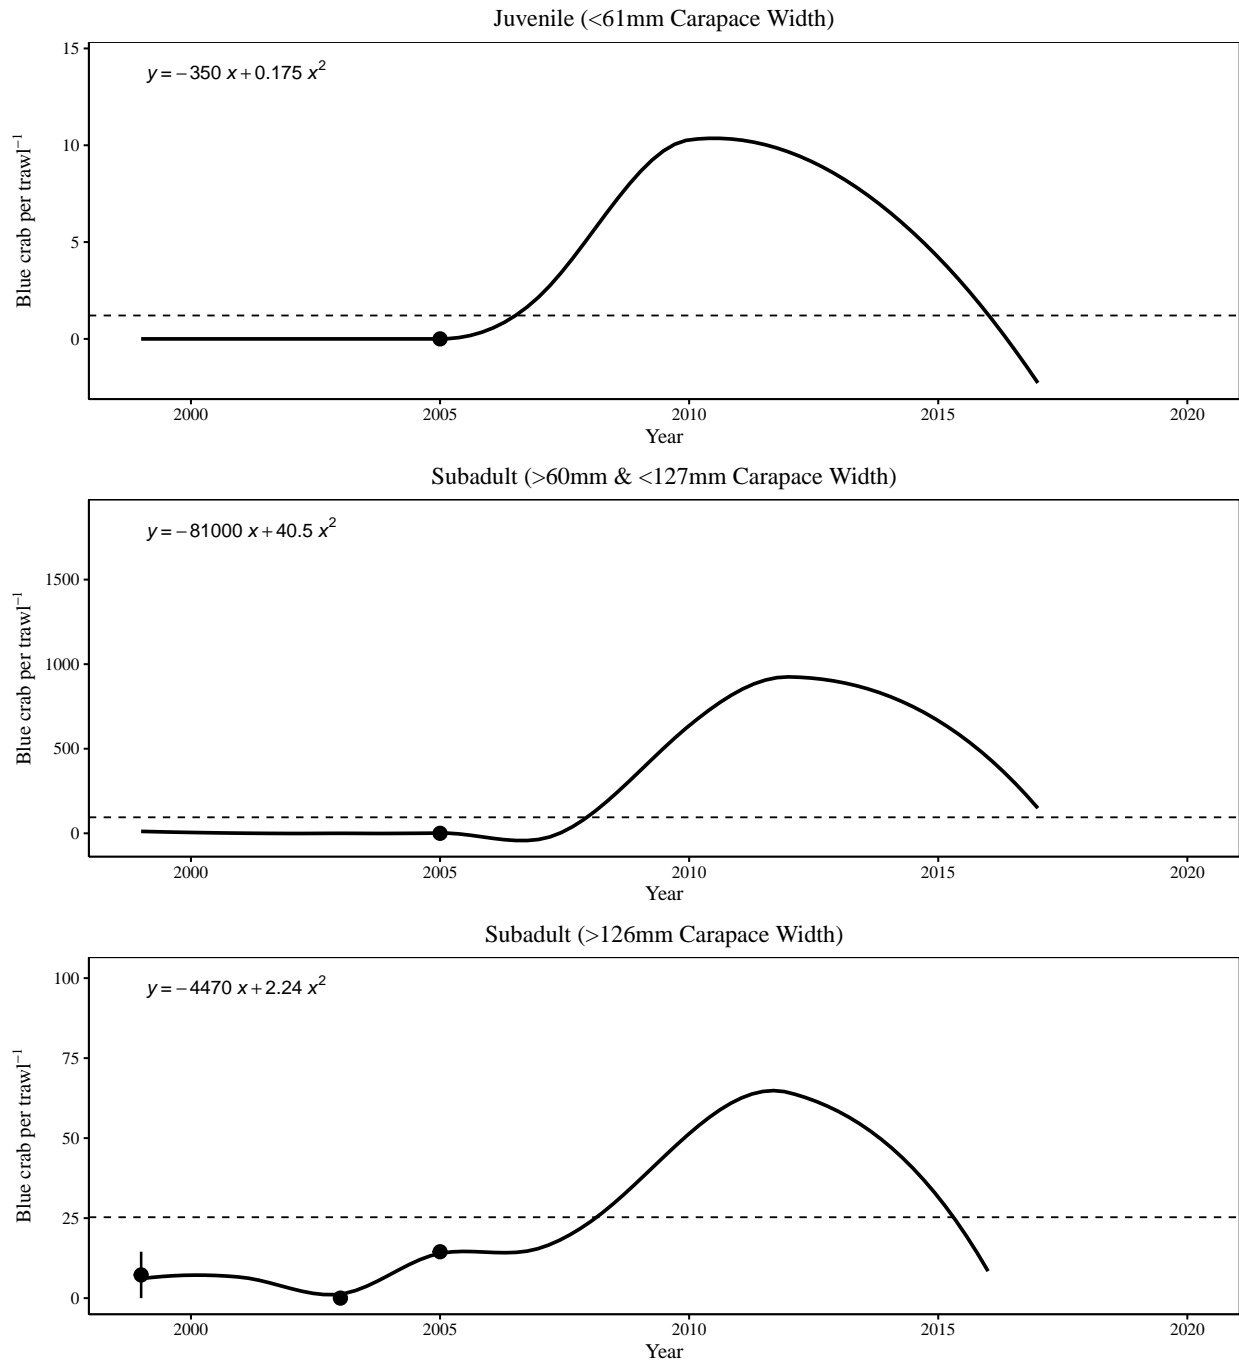 Juvenile (<61mm Carapace Width)
15
10
5
0
y = −350 x + 0.175 x²
Blue crab per trawl⁻¹
2000 2005 2010 2015 2020
Year
Subadult (>60mm & <127mm Carapace Width)
1500
1000
500
0
y = −81000 x + 40.5 x²
Blue crab per trawl⁻¹
2000 2005 2010 2015 2020
Year
Subadult (>126mm Carapace Width)
100
75
50
25
0
y = −4470 x + 2.24 x²
Blue crab per trawl⁻¹
2000 2005 2010 2015 2020
Year